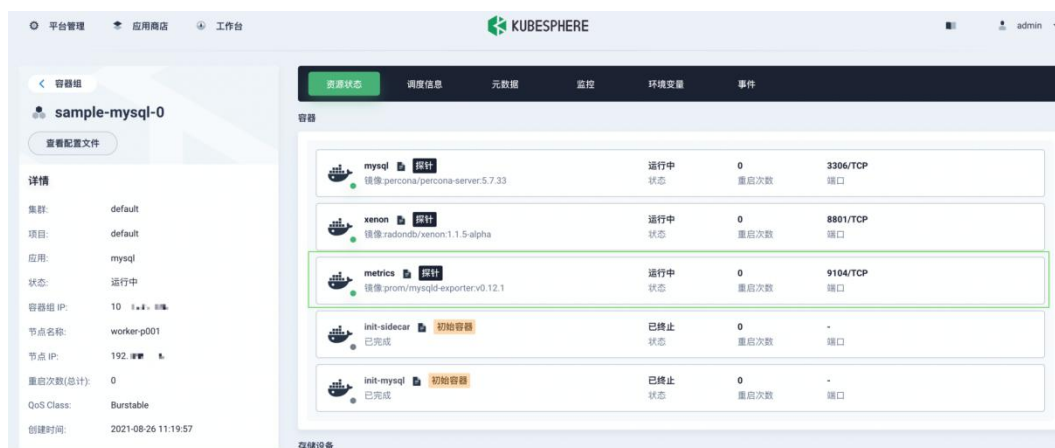 平台管理 应用商店 工作台 KUBESPHERE admin
容器组
sample-mysql-0
查看配置文件
详情
集群: default
项目: default
应用: mysql
状态: 运行中
容器组 IP: 10
节点名称: worker-p001
节点 IP: 192.
重启次数(总计): 0
QoS Class: Burstable
创建时间: 2021-08-26 11:19:57
资源状态 调度信息 元数据 监控 环境变量 事件
容器
mysql 探针 运行中 0 3306/TCP
镜像:percona/percona-server:5.7.33 状态 重启次数 端口
xenon 探针 运行中 0 8801/TCP
镜像:radondb/xenon:1.1.5-alpha 状态 重启次数 端口
metrics 探针 运行中 0 9104/TCP
镜像:prom/mysqld-exporter:v0.12.1 状态 重启次数 端口
init-sidecar 初始容器 已终止 0 -
已完成 状态 重启次数 端口
init-mysql 初始容器 已终止 0 -
已完成 状态 重启次数 端口
存储设备